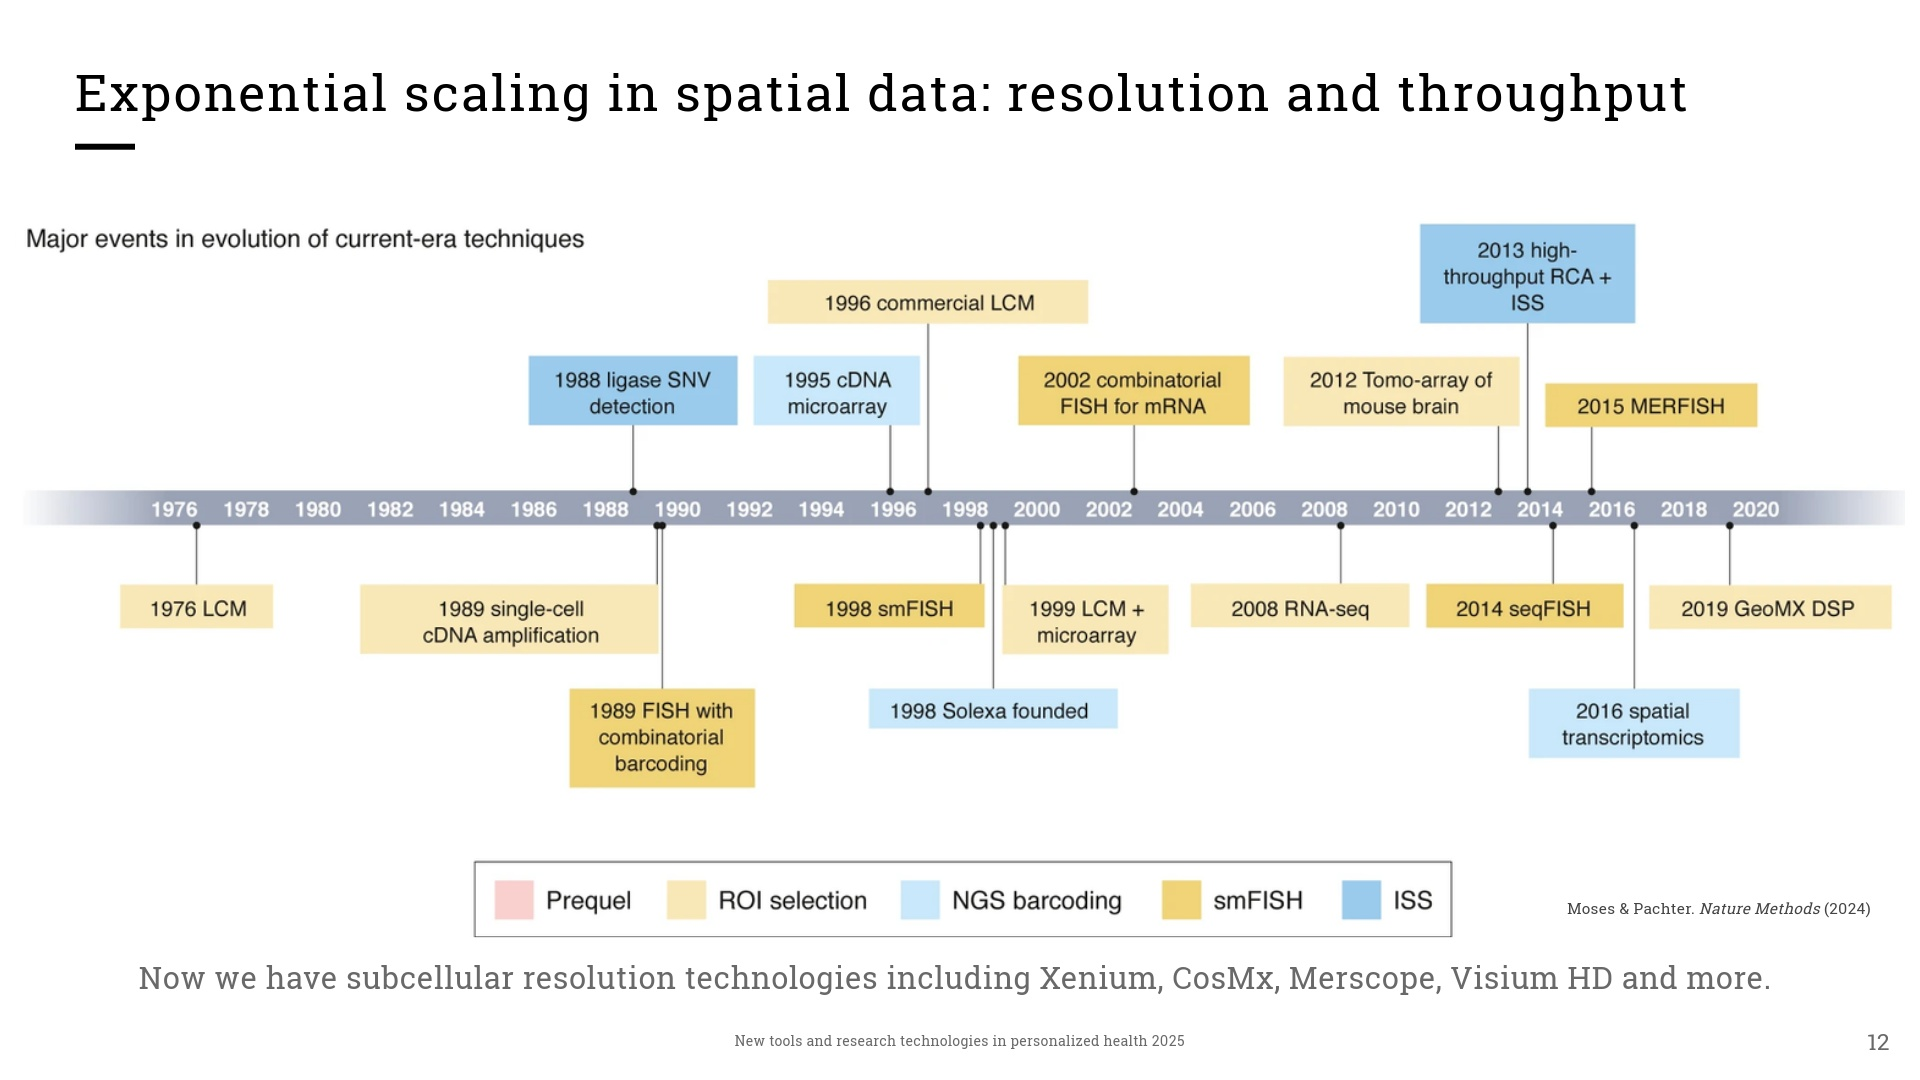 Exponential scaling in spatial data: resolution and throughput
Major events in evolution of current-era techniques
2013 high-
throughput RCA +
ISS
1996 commercial LCM
1988 ligase SNV
detection
1995 cDNA
microarray
2002 combinatorial
FISH for mRNA
2012 Tomo-array of
mouse brain
2015 MERFISH
1976 1978 1980 1982 1984 1986 1988 1990 1992 1994 1996 1998 2000 2002 2004 2006 2008 2010 2012 2014 2016 2018 2020
1976 LCM
1989 single-cell
cDNA amplification
1998 smFISH
1999 LCM +
microarray
2008 RNA-seq
2014 seqFISH
2019 GeoMX DSP
1989 FISH with
combinatorial
barcoding
1998 Solexa founded
2016 spatial
transcriptomics
Prequel ROI selection NGS barcoding smFISH ISS
Moses & Pachter. Nature Methods (2024)
Now we have subcellular resolution technologies including Xenium, CosMx, Merscope, Visium HD and more.
New tools and research technologies in personalized health 2025
12